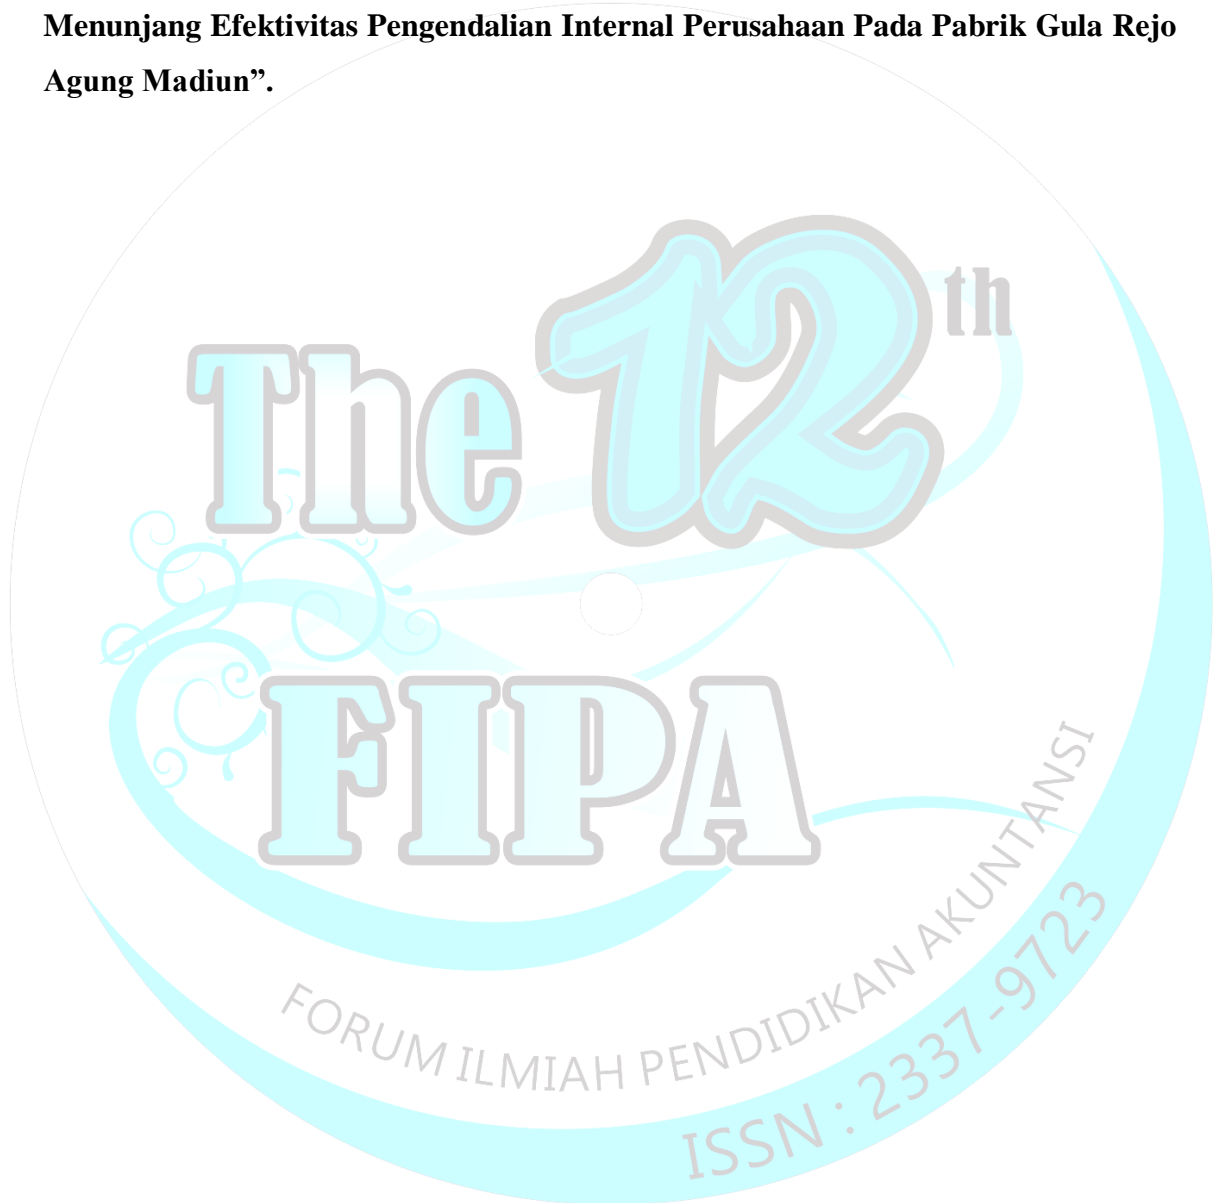 Menunjang Efektivitas Pengendalian Internal Perusahaan Pada Pabrik Gula Rejo
Agung Madiun”.
The 12th
FIPA
FORUM ILMIAH PENDIDIKAN AKUNTANSI
ISSN : 2337-9723